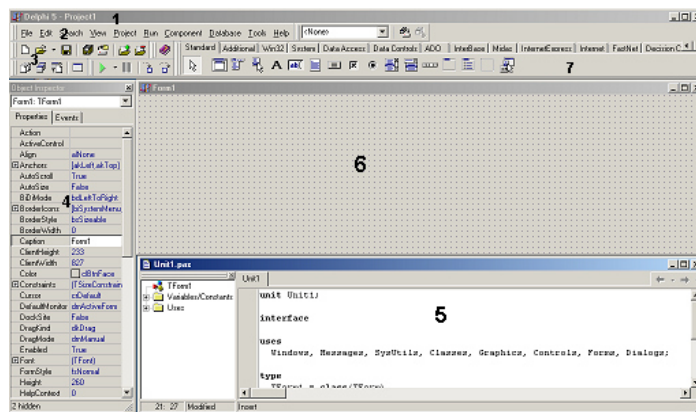 Delphi 5 - Project1 1
File Edit Search View Project Run Component Database Tools Help <None>
2
3
Standard Additional Win32 System Data Access Data Controls ADO InterBase Midas InternetExpress Internet FastNet Decision C
7
Object Inspector
Form1: TForm1
Properties Events
Action
ActiveControl
Align alNone
Anchors [akLeft,akTop]
AutoScroll True
AutoSize False
BiDiMode bdLeftToRight
4
BorderIcons [biSystemMenu,
BorderStyle bsSizeable
BorderWidth 0
Caption Form1
ClientHeight 233
ClientWidth 827
Color clBtnFace
Constraints (TSizeConstrain
Cursor crDefault
DefaultMonitor dmActiveForm
DockSite False
DragKind dkDrag
DragMode dmManual
Enabled True
Font (TFont)
FormStyle fsNormal
Height 260
HelpContext 0
2 hidden
Form1
6
Unit1.pas
TForm1
Variables/Constants
Uses
Unit1
unit Unit1;
interface
5
uses
Windows, Messages, SysUtils, Classes, Graphics, Controls, Forms, Dialogs;
type
TForm1 = class(TForm)
21: 27 Modified Insert